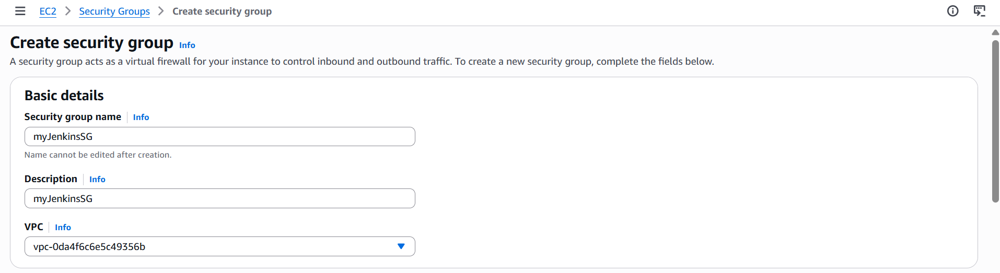 EC2 > Security Groups > Create security group
Create security group Info
A security group acts as a virtual firewall for your instance to control inbound and outbound traffic. To create a new security group, complete the fields below.
Basic details
Security group name Info
myJenkinsSG
Name cannot be edited after creation.
Description Info
myJenkinsSG
VPC Info
vpc-0da4f6c6e5c49356b